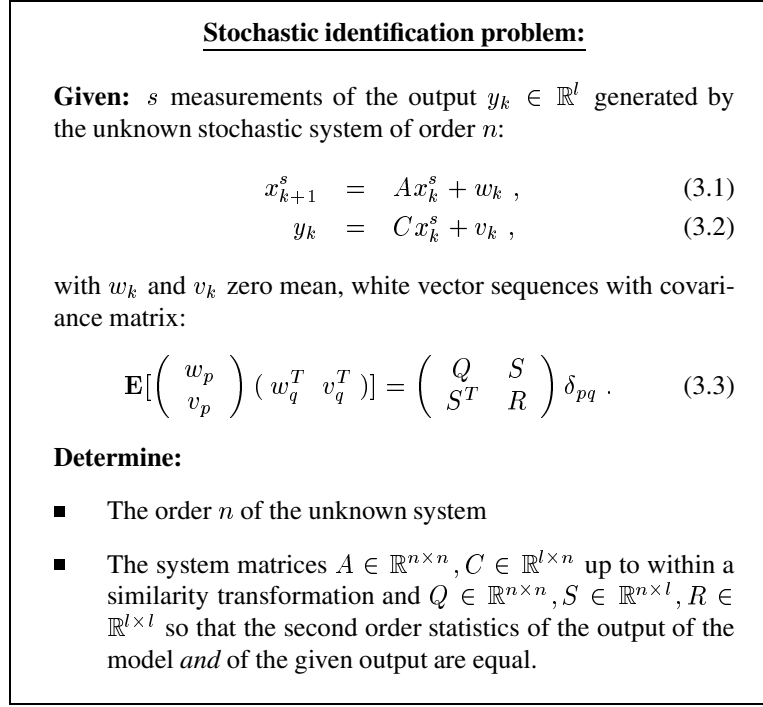 Stochastic identification problem:
Given: s measurements of the output y_k ∈ ℝ^l generated by
the unknown stochastic system of order n:
x^s_{k+1} = Ax^s_k + w_k , (3.1)
y_k = Cx^s_k + v_k , (3.2)
with w_k and v_k zero mean, white vector sequences with covari-
ance matrix:
E[( w_p v_p ) ( w_q^T v_q^T )] = ( Q S S^T R ) δ_{pq} . (3.3)
Determine:
■ The order n of the unknown system
■ The system matrices A ∈ ℝ^{n×n}, C ∈ ℝ^{l×n} up to within a
similarity transformation and Q ∈ ℝ^{n×n}, S ∈ ℝ^{n×l}, R ∈
ℝ^{l×l} so that the second order statistics of the output of the
model and of the given output are equal.